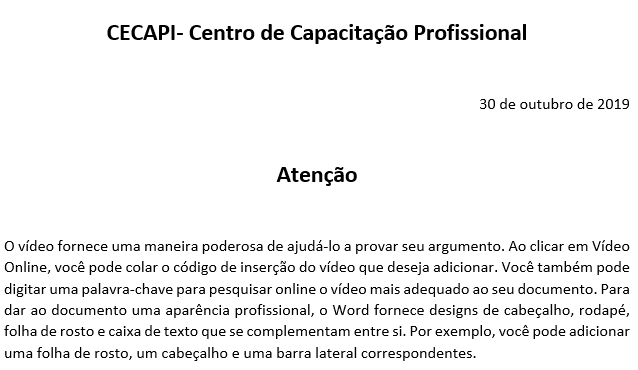 CECAPI- Centro de Capacitação Profissional
30 de outubro de 2019
Atenção
O vídeo fornece uma maneira poderosa de ajudá-lo a provar seu argumento. Ao clicar em Vídeo
Online, você pode colar o código de inserção do vídeo que deseja adicionar. Você também pode
digitar uma palavra-chave para pesquisar online o vídeo mais adequado ao seu documento. Para
dar ao documento uma aparência profissional, o Word fornece designs de cabeçalho, rodapé,
folha de rosto e caixa de texto que se complementam entre si. Por exemplo, você pode adicionar
uma folha de rosto, um cabeçalho e uma barra lateral correspondentes.